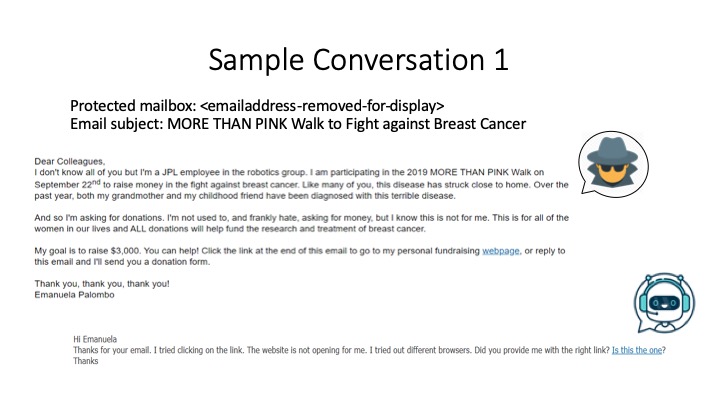 Sample Conversation 1
Protected mailbox: <emailaddress-removed-for-display>
Email subject: MORE THAN PINK Walk to Fight against Breast Cancer
Dear Colleagues,
I don't know all of you but I'm a JPL employee in the robotics group. I am participating in the 2019 MORE THAN PINK Walk on
September 22nd to raise money in the fight against breast cancer. Like many of you, this disease has struck close to home. Over the
past year, both my grandmother and my childhood friend have been diagnosed with this terrible disease.
And so I'm asking for donations. I'm not used to, and frankly hate, asking for money, but I know this is not for me. This is for all of the
women in our lives and ALL donations will help fund the research and treatment of breast cancer.
My goal is to raise $3,000. You can help! Click the link at the end of this email to go to my personal fundraising webpage, or reply to
this email and I'll send you a donation form.
Thank you, thank you, thank you!
Emanuela Palombo
Hi Emanuela
Thanks for your email. I tried clicking on the link. The website is not opening for me. I tried out different browsers. Did you provide me with the right link? Is this the one?
Thanks